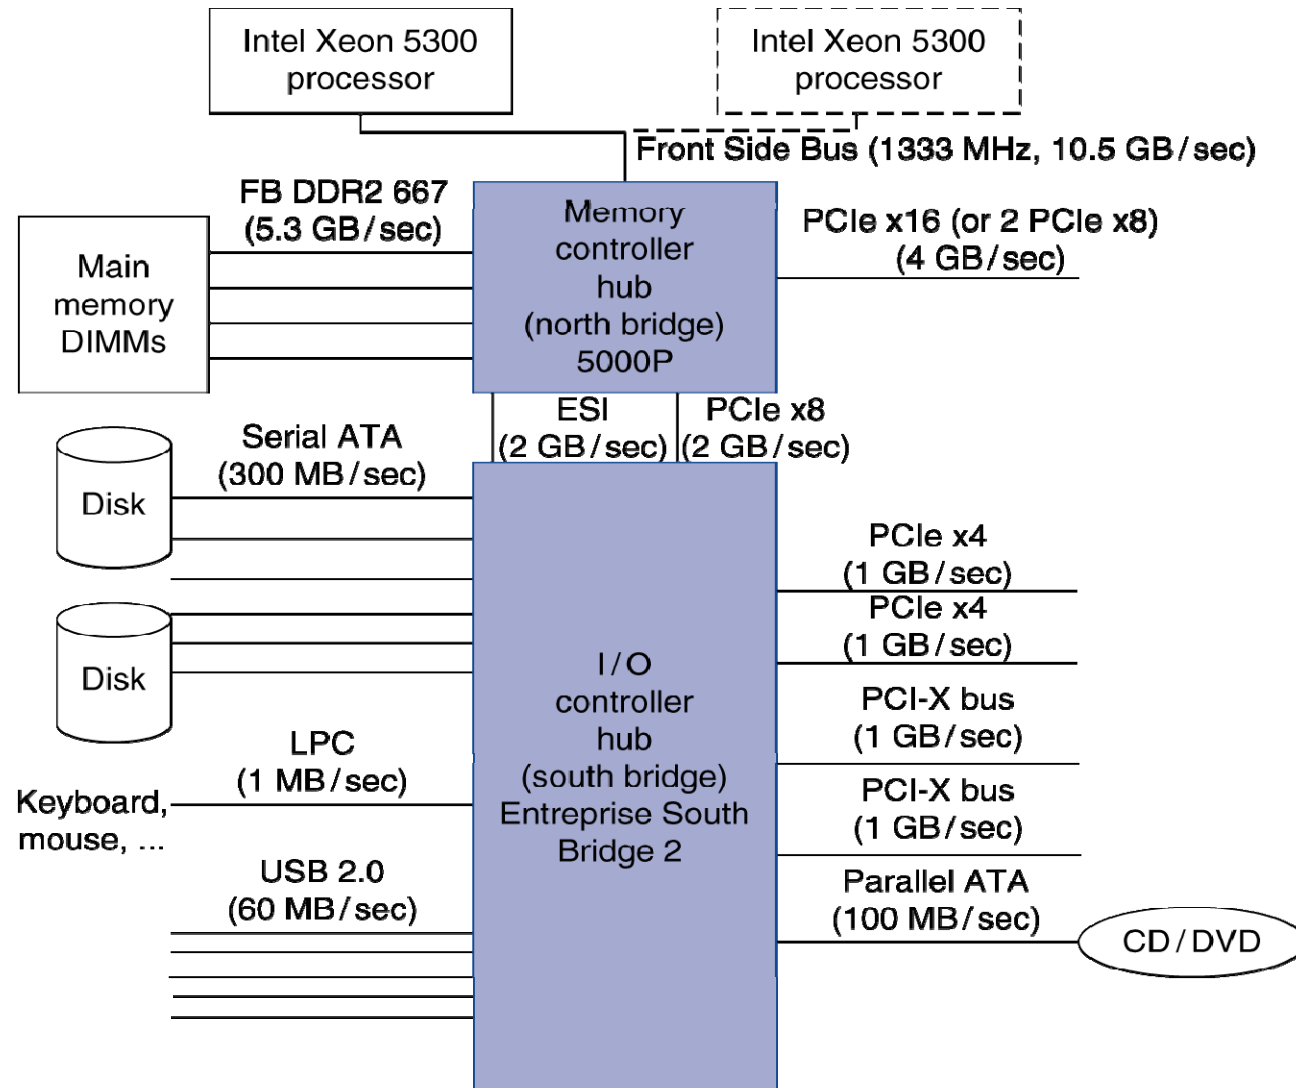 Intel Xeon 5300
processor
Intel Xeon 5300
processor
Front Side Bus (1333 MHz, 10.5 GB/sec)
FB DDR2 667
(5.3 GB/sec)
Main
memory
DIMMs
Memory
controller
hub
(north bridge)
5000P
PCIe x16 (or 2 PCIe x8)
(4 GB/sec)
ESI
(2 GB/sec)
PCIe x8
(2 GB/sec)
Serial ATA
(300 MB/sec)
Disk
Disk
LPC
(1 MB/sec)
Keyboard,
mouse, ...
USB 2.0
(60 MB/sec)
I/O
controller
hub
(south bridge)
Entreprise South
Bridge 2
PCIe x4
(1 GB/sec)
PCIe x4
(1 GB/sec)
PCI-X bus
(1 GB/sec)
PCI-X bus
(1 GB/sec)
Parallel ATA
(100 MB/sec)
CD/DVD